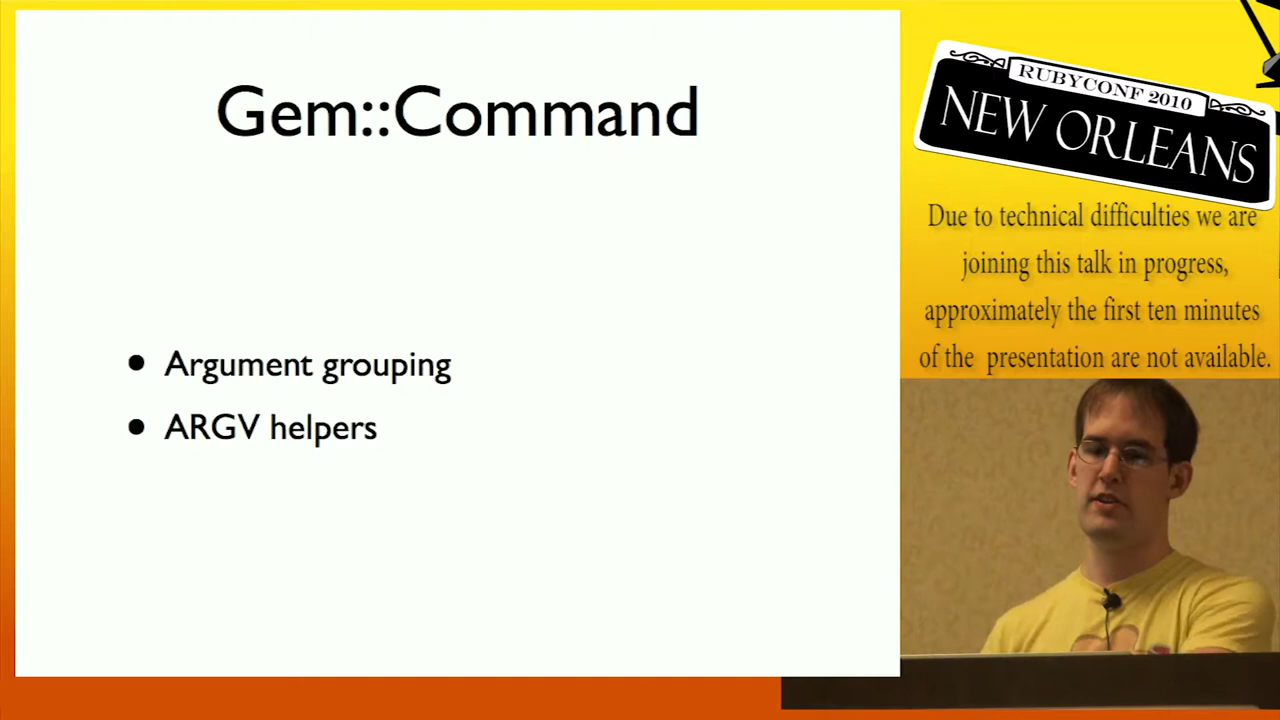 Gem::Command
• Argument grouping
• ARGV helpers
RUBYCONF 2010
NEW ORLEANS
Due to technical difficulties we are
joining this talk in progress,
approximately the first ten minutes
of the presentation are not available.